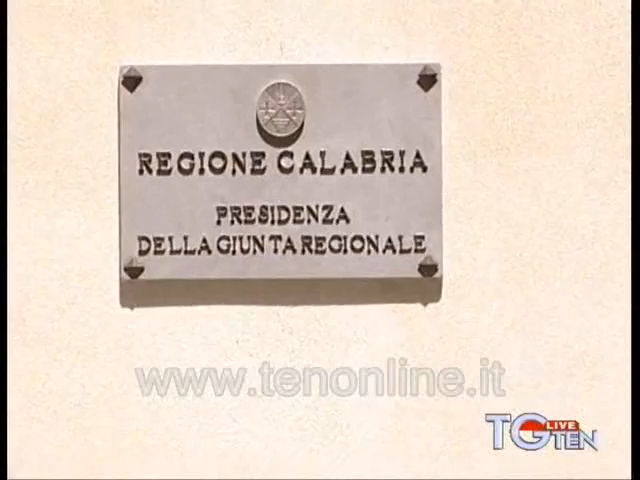 REGIONE CALABRIA
PRESIDENZA
DELLA GIUNTA REGIONALE
www.tenonline.it
TG LIVE
TEN